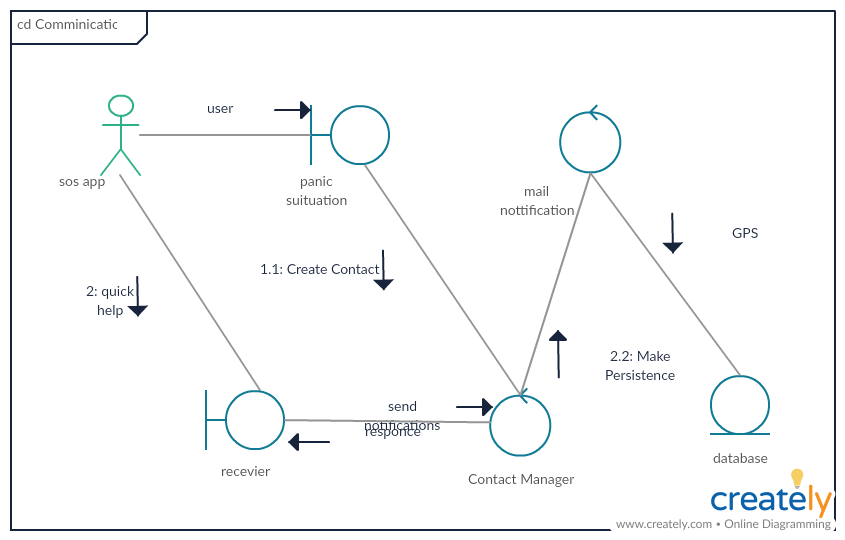 cd Comminicatic
user
sos app
panic
suituation
mail
nottification
GPS
1.1: Create Contact
2: quick
help
2.2: Make
Persistence
send
notifications
responce
recevier
Contact Manager
database
creately
www.creately.com • Online Diagramming